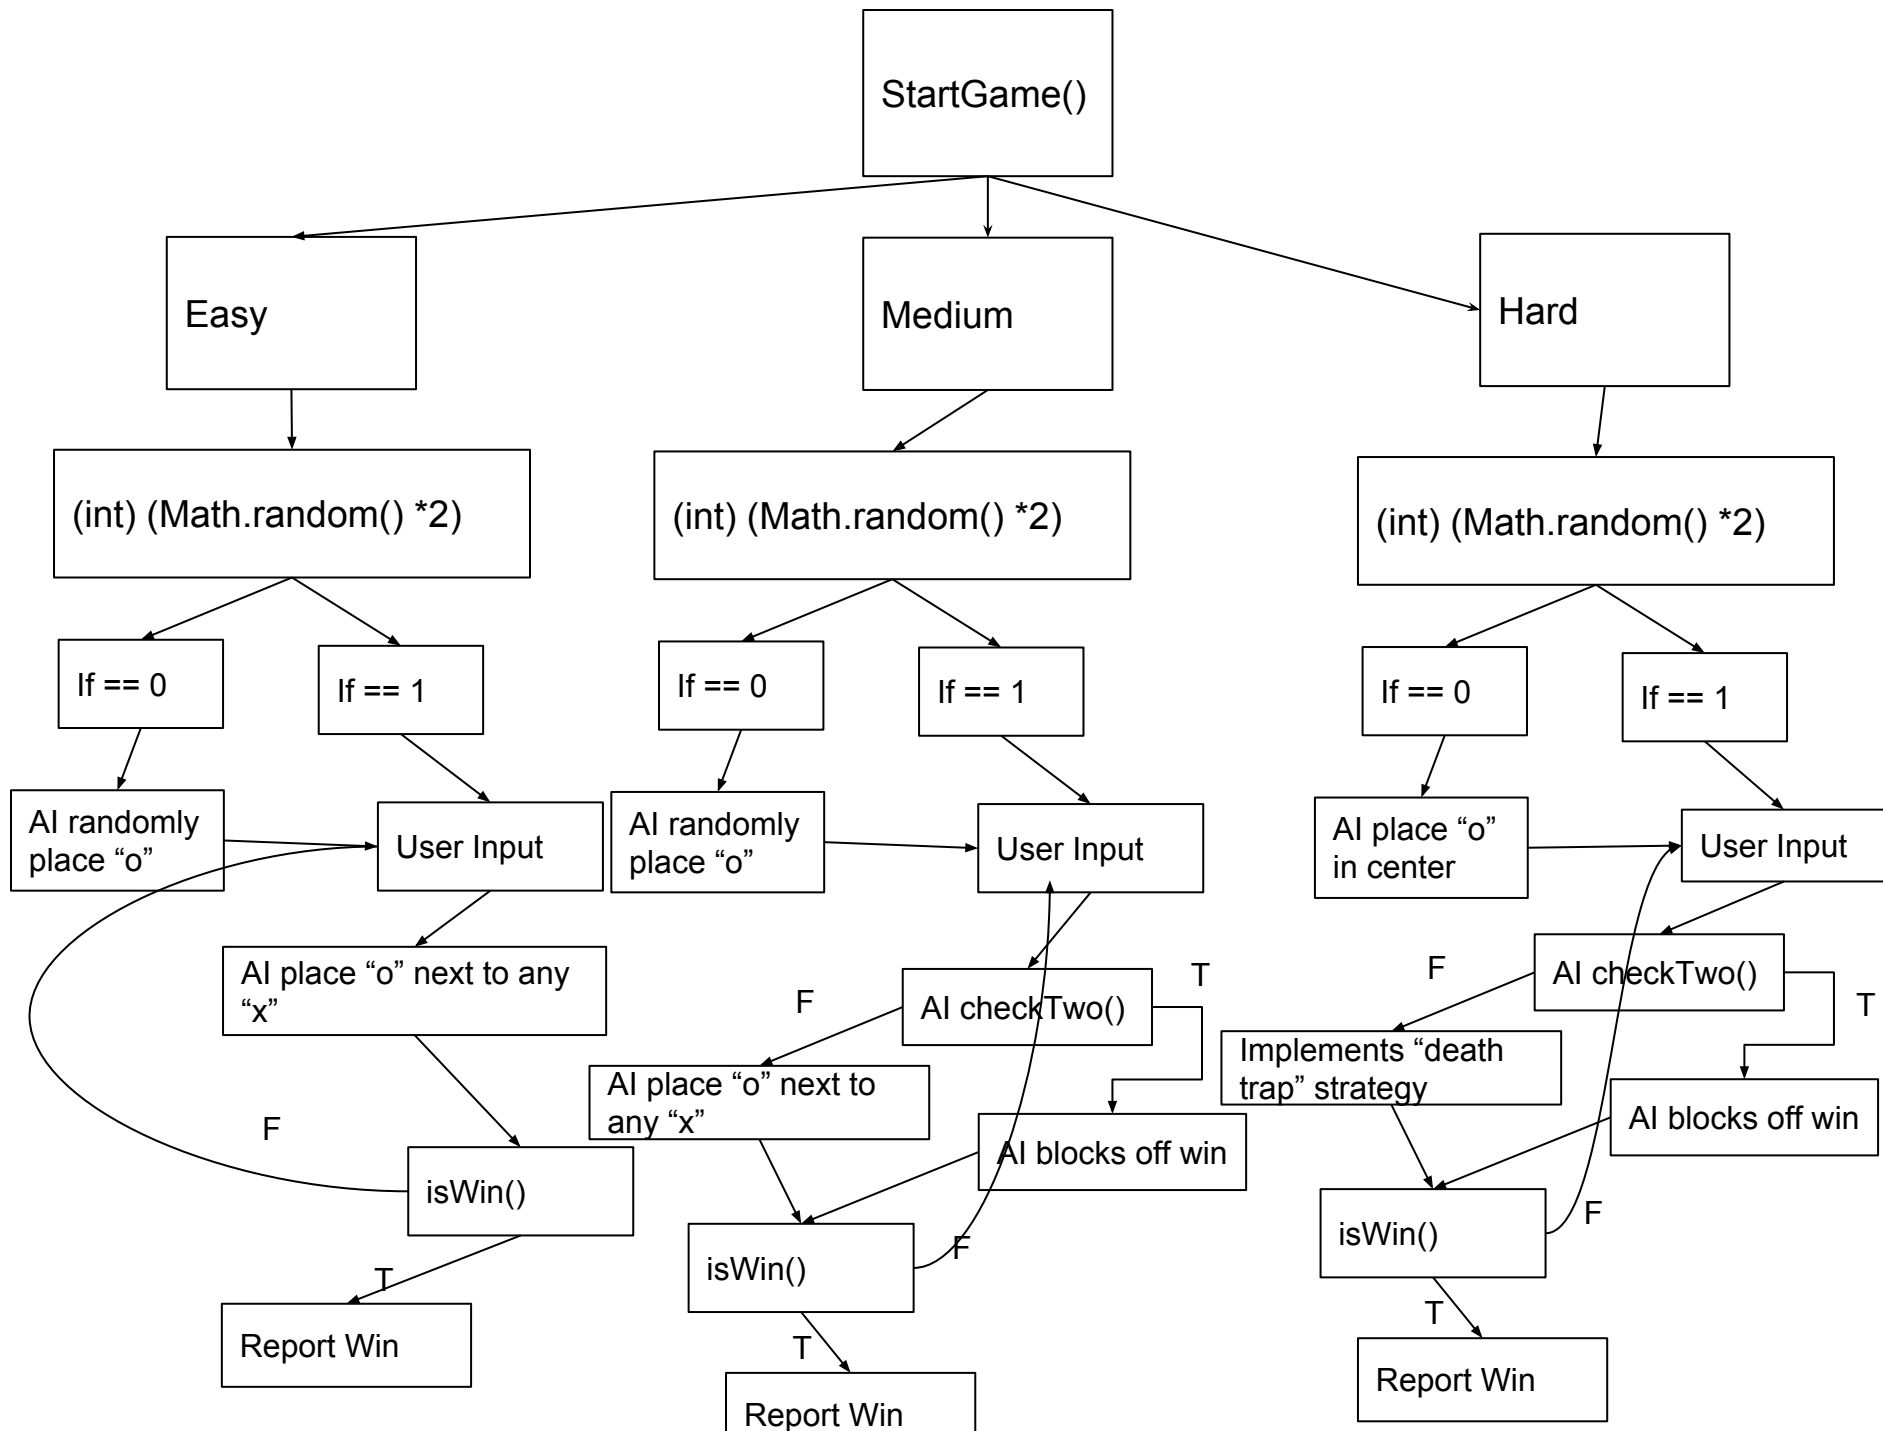 StartGame()
Easy
Medium
Hard
(int) (Math.random() *2)
(int) (Math.random() *2)
(int) (Math.random() *2)
If == 0
If == 1
If == 0
If == 1
If == 0
If == 1
AI randomly
place “o”
User Input
AI randomly
place “o”
User Input
AI place “o”
in center
User Input
AI place “o” next to any
“x”
F
AI checkTwo()
T
F
AI checkTwo()
T
AI place “o” next to
any “x”
AI blocks off win
Implements “death
trap” strategy
AI blocks off win
F
isWin()
T
Report Win
isWin()
F
T
Report Win
isWin()
F
T
Report Win